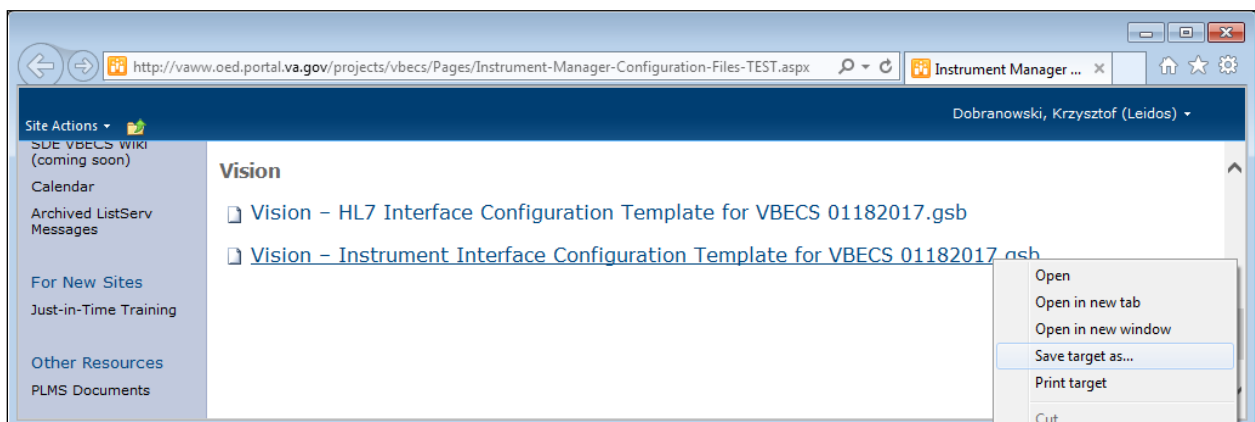 http://vaww.oed.portal.va.gov/projects/vbecs/Pages/Instrument-Manager-Configuration-Files-TEST.aspx
Instrument Manager ...
Site Actions
Dobranowski, Krzysztof (Leidos)
SDE VBECS Wiki
(coming soon)
Calendar
Archived ListServ
Messages
For New Sites
Just-in-Time Training
Other Resources
PLMS Documents
Vision
Vision – HL7 Interface Configuration Template for VBECS 01182017.gsb
Vision – Instrument Interface Configuration Template for VBECS 01182017.gsb
Open
Open in new tab
Open in new window
Save target as...
Print target
Cut